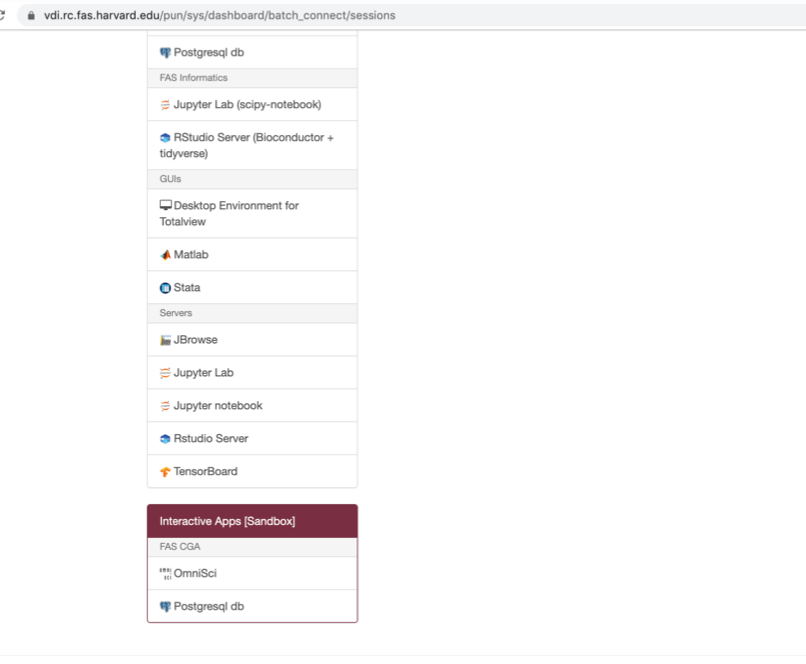 vdi.rc.fas.harvard.edu/pun/sys/dashboard/batch_connect/sessions
Postgresql db
FAS Informatics
Jupyter Lab (scipy-notebook)
RStudio Server (Bioconductor +
tidyverse)
GUIs
Desktop Environment for
Totalview
Matlab
Stata
Servers
JBrowse
Jupyter Lab
Jupyter notebook
Rstudio Server
TensorBoard
Interactive Apps [Sandbox]
FAS CGA
OmniSci
Postgresql db